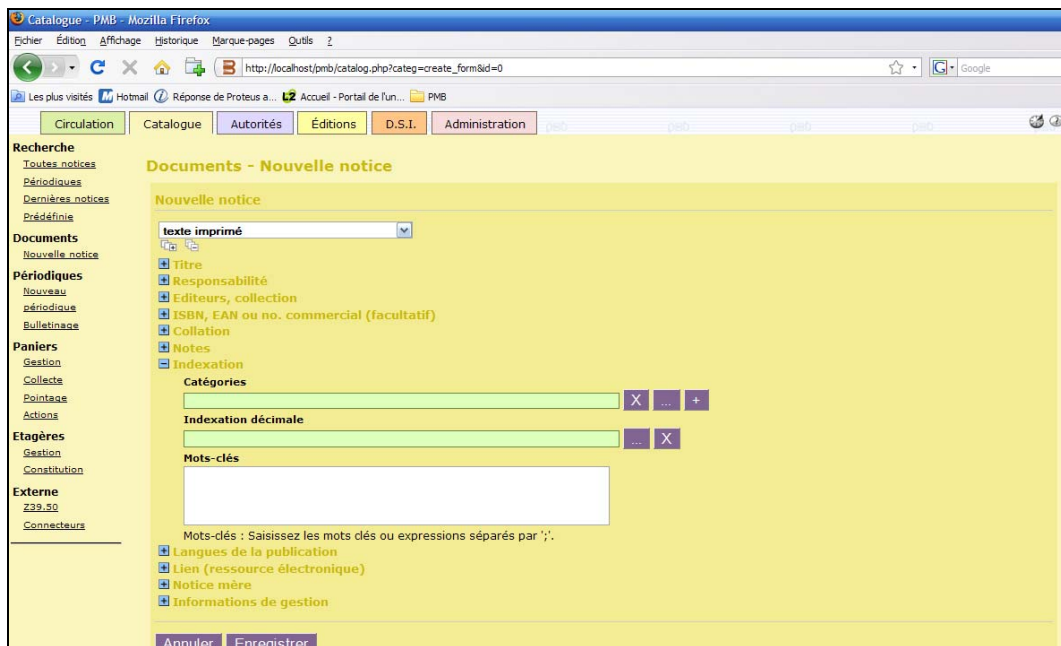 Catalogue - PMB - Mozilla Firefox
Fichier Édition Affichage Historique Marque-pages Outils ?
http://localhost/pmb/catalog.php?categ=create_form&id=0
Google
Les plus visités Hotmail Réponse de Proteus a... L2 Accueil - Portail de l'un... PMB
Circulation Catalogue Autorités Éditions D.S.I. Administration
Recherche
Toutes notices
Périodiques
Dernières notices
Prédéfinie
Documents
Nouvelle notice
Périodiques
Nouveau
périodique
Bulletinage
Paniers
Gestion
Collecte
Pointage
Actions
Etagères
Gestion
Constitution
Externe
Z39.50
Connecteurs
Documents - Nouvelle notice
Nouvelle notice
texte imprimé
Titre
Responsabilité
Editeurs, collection
ISBN, EAN ou no. commercial (facultatif)
Collation
Notes
Indexation
Catégories
X ... +
Indexation décimale
... X
Mots-clés
Mots-clés : Saisissez les mots clés ou expressions séparés par ';'.
Langues de la publication
Lien (ressource électronique)
Notice mère
Informations de gestion
Annuler Enregistrer